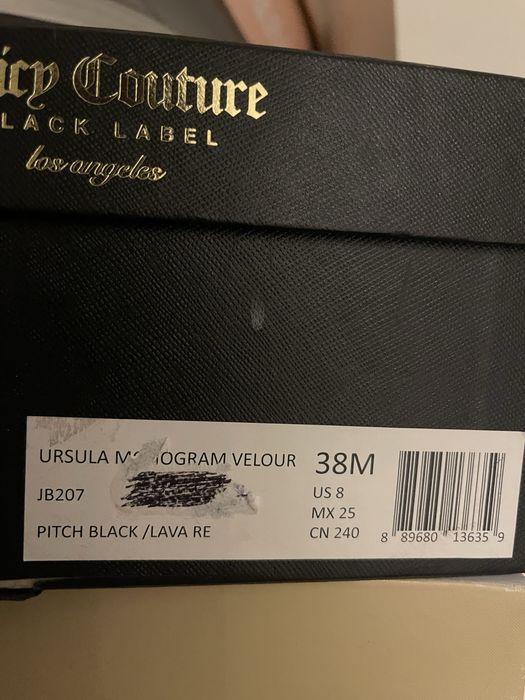 icy Couture
LACK LABEL
los angeles
URSULA MONOGRAM VELOUR 38M
JB207 US 8
MX 25
PITCH BLACK /LAVA RE CN 240
8 89680 13635 9